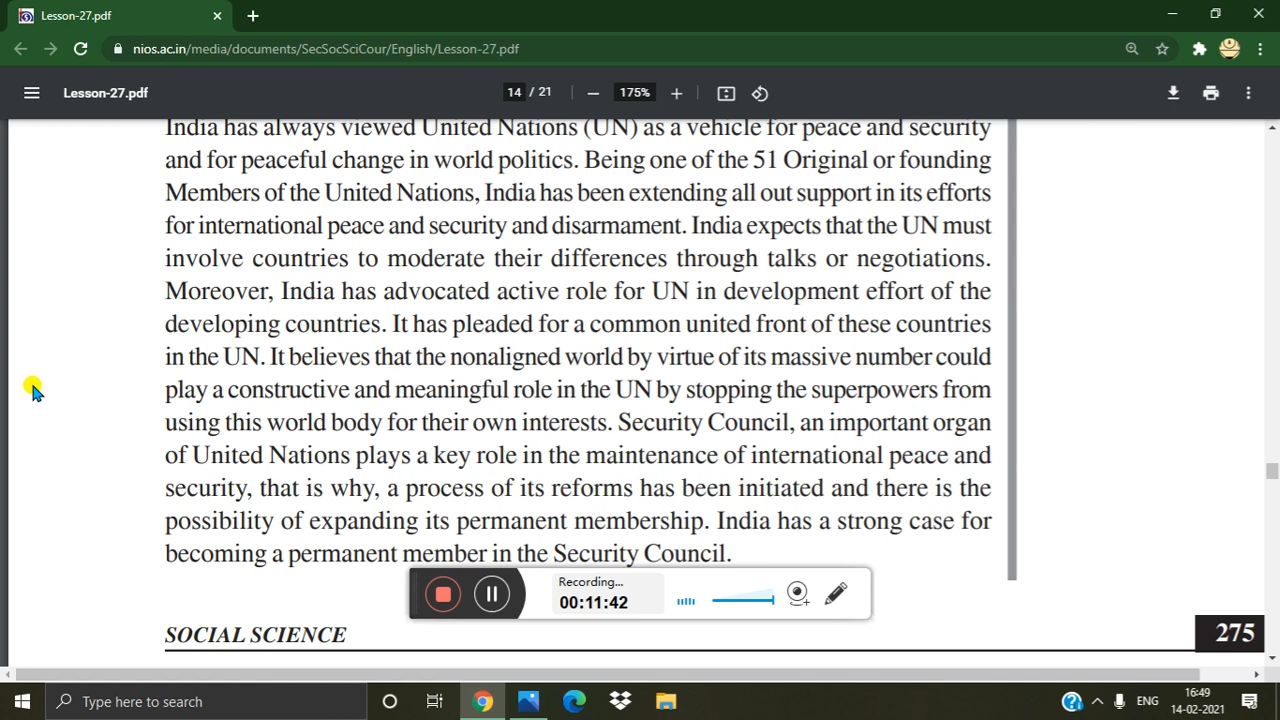 Lesson-27.pdf
nios.ac.in/media/documents/SecSocSciCour/English/Lesson-27.pdf
Lesson-27.pdf
14 / 21
175%
India has always viewed United Nations (UN) as a vehicle for peace and security
and for peaceful change in world politics. Being one of the 51 Original or founding
Members of the United Nations, India has been extending all out support in its efforts
for international peace and security and disarmament. India expects that the UN must
involve countries to moderate their differences through talks or negotiations.
Moreover, India has advocated active role for UN in development effort of the
developing countries. It has pleaded for a common united front of these countries
in the UN. It believes that the nonaligned world by virtue of its massive number could
play a constructive and meaningful role in the UN by stopping the superpowers from
using this world body for their own interests. Security Council, an important organ
of United Nations plays a key role in the maintenance of international peace and
security, that is why, a process of its reforms has been initiated and there is the
possibility of expanding its permanent membership. India has a strong case for
becoming a permanent member in the Security Council.
Recording...
00:11:42
SOCIAL SCIENCE
275
Type here to search
ENG
16:49
14-02-2021